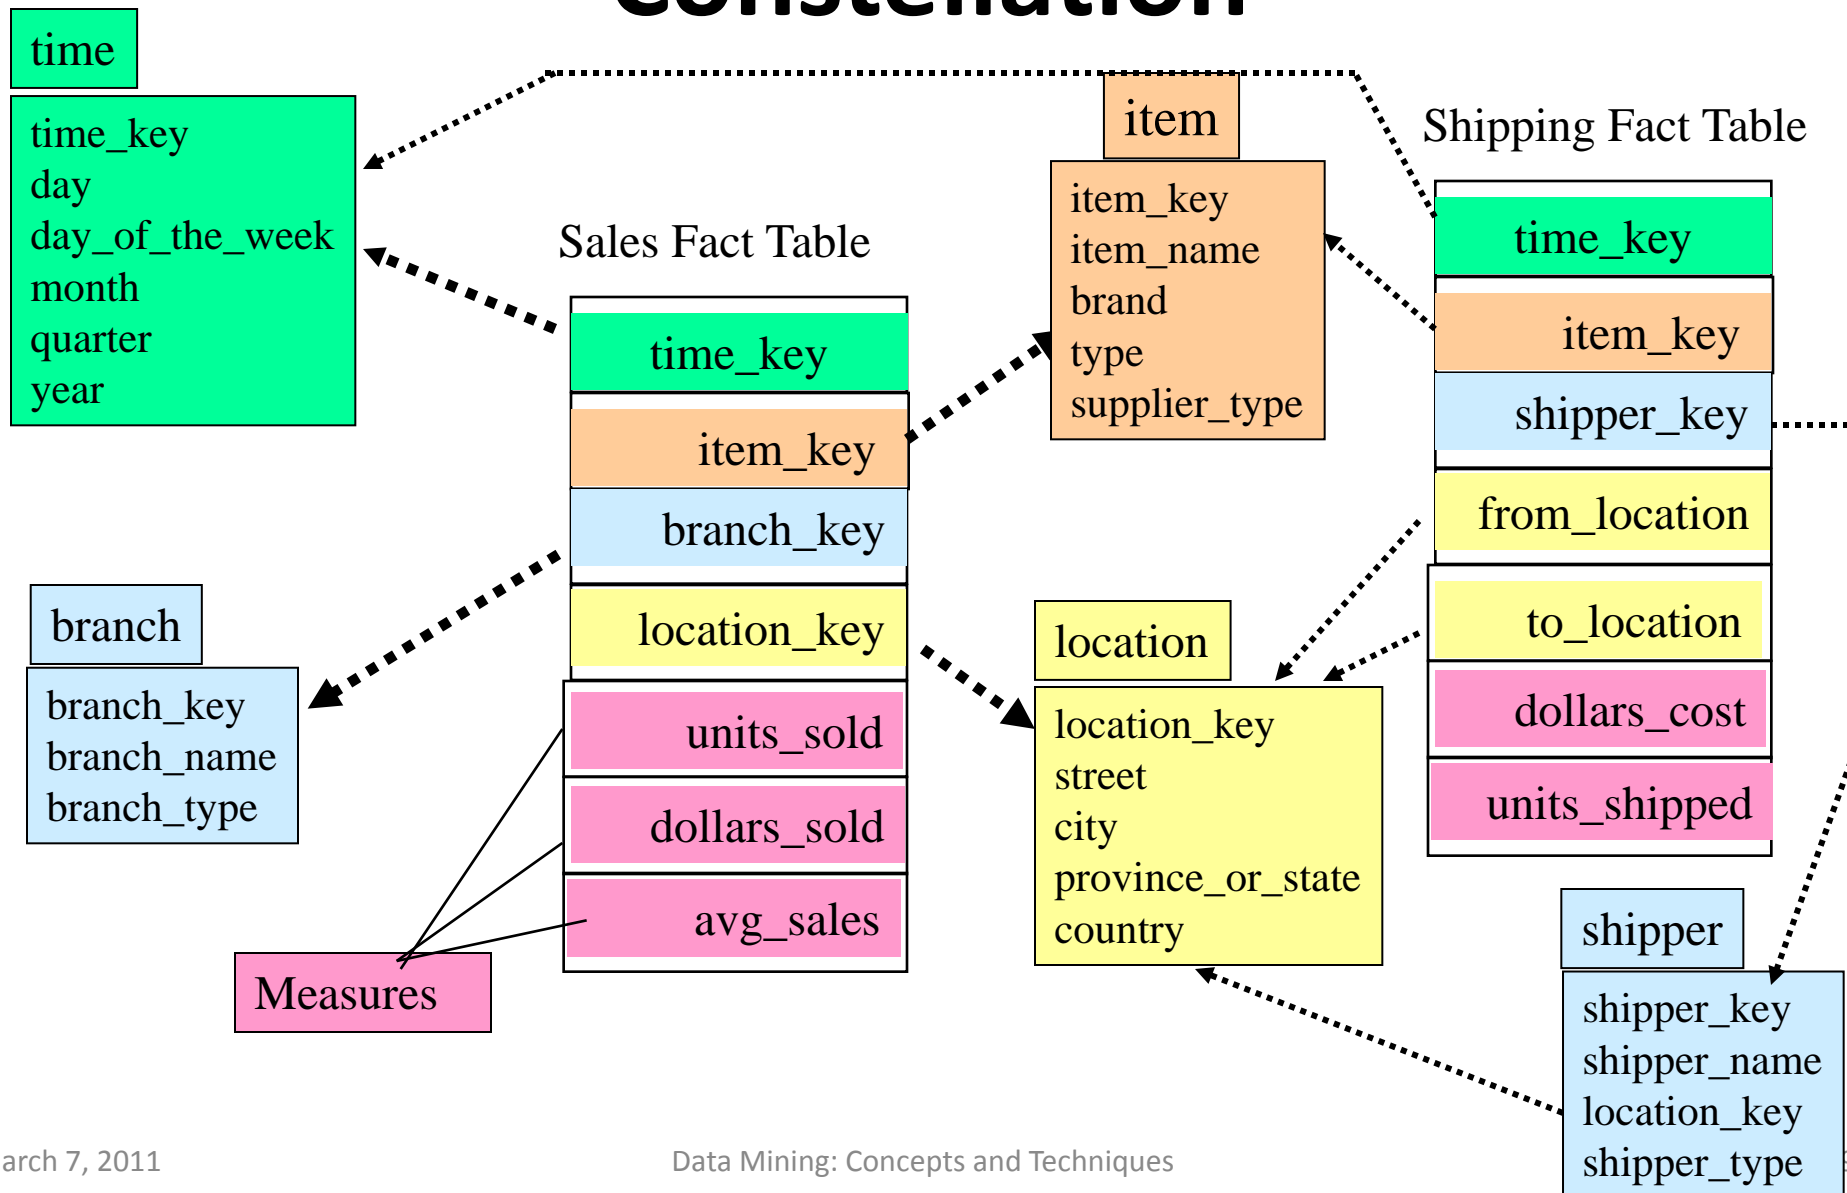 Constellation
time
time_key
day
day_of_the_week
month
quarter
year
Sales Fact Table
time_key
item_key
branch_key
location_key
units_sold
dollars_sold
avg_sales
Measures
branch
branch_key
branch_name
branch_type
item
item_key
item_name
brand
type
supplier_type
location
location_key
street
city
province_or_state
country
Shipping Fact Table
time_key
item_key
shipper_key
from_location
to_location
dollars_cost
units_shipped
shipper
shipper_key
shipper_name
location_key
shipper_type
arch 7, 2011
Data Mining: Concepts and Techniques